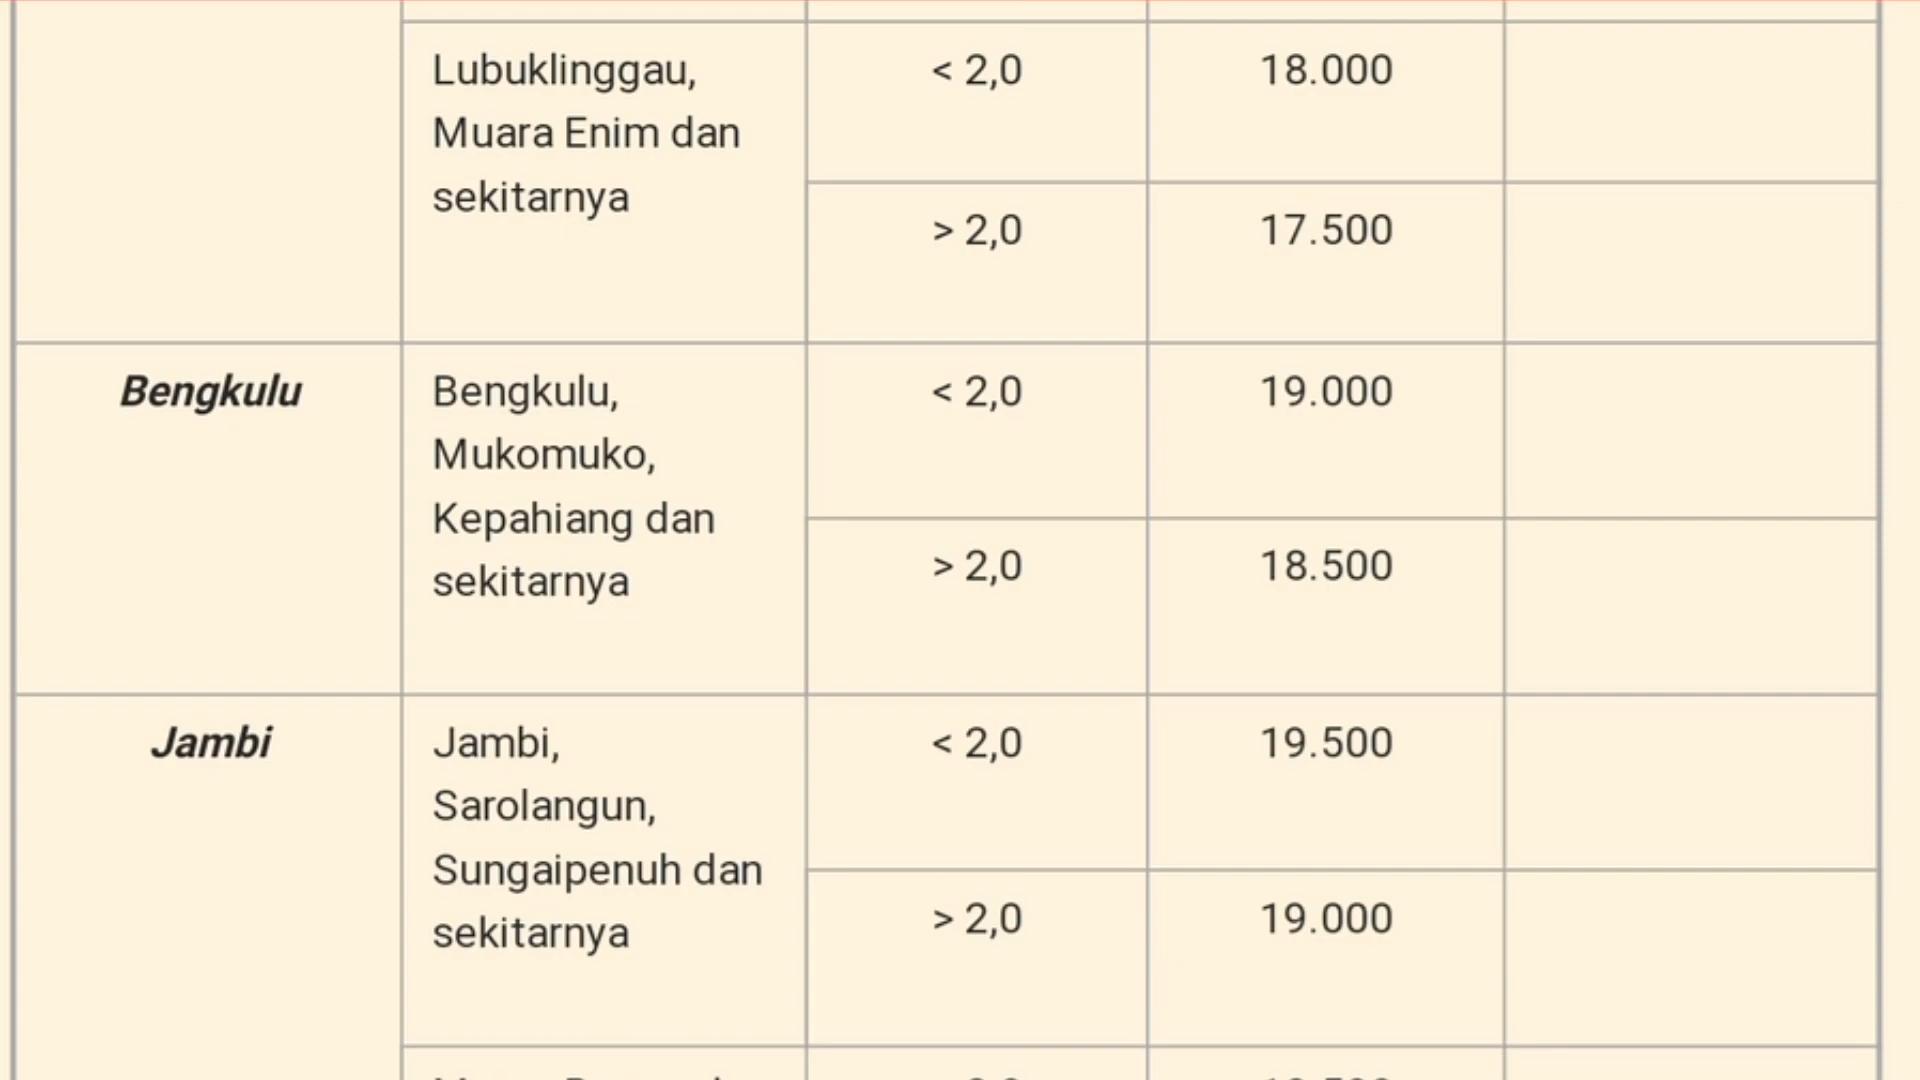 Lubuklinggau,
Muara Enim dan
sekitarnya
< 2,0
18.000
> 2,0
17.500
Bengkulu
Bengkulu,
Mukomuko,
Kepahiang dan
sekitarnya
< 2,0
19.000
> 2,0
18.500
Jambi
Jambi,
Sarolangun,
Sungaipenuh dan
sekitarnya
< 2,0
19.500
> 2,0
19.000